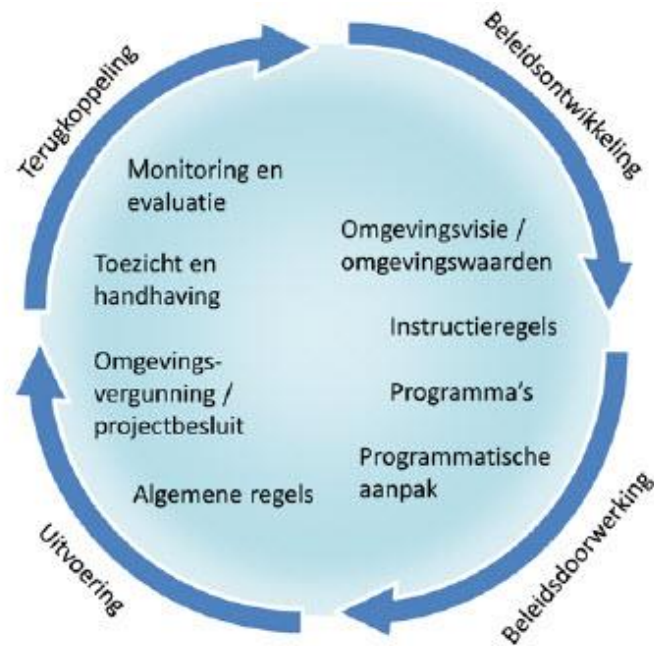 Beleidsontwikkeling
Omgevingsvisie /
omgevingswaarden
Instructieregels
Programma's
Programmatische
aanpak
Beleidsdoorwerking
Uitvoering
Algemene regels
Omgevings-
vergunning /
projectbesluit
Toezicht en
handhaving
Monitoring en
evaluatie
Terugkoppeling